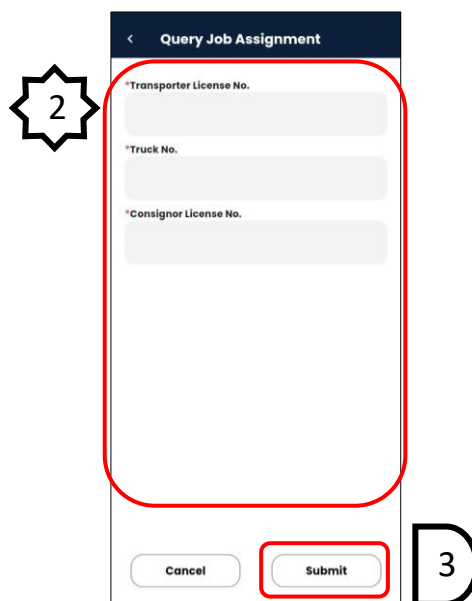 < Query Job Assignment
*Transporter License No.
2
*Truck No.
*Consignor License No.
Cancel
Submit
3